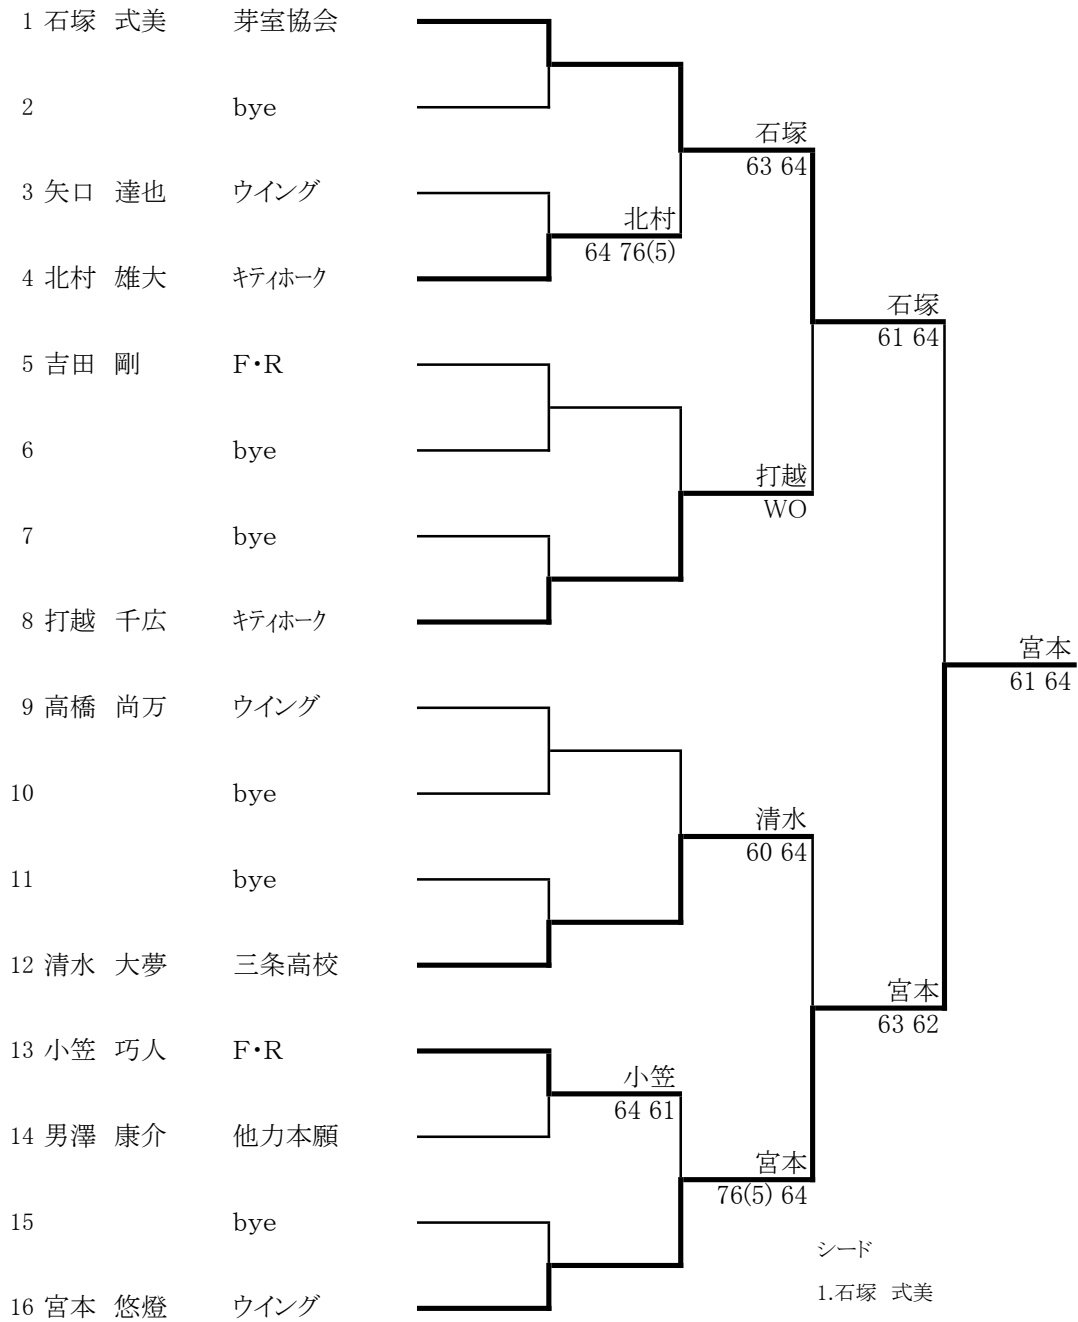 1 石塚 式美 芽室協会
2 bye
石塚
63 64
3 矢口 達也 ウイング
北村
64 76(5)
4 北村 雄大 キティホーク
石塚
61 64
5 吉田 剛 F・R
6 bye
打越
WO
7 bye
8 打越 千広 キティホーク
宮本
61 64
9 高橋 尚万 ウイング
10 bye
清水
60 64
11 bye
12 清水 大夢 三条高校
宮本
63 62
13 小笠 巧人 F・R
小笠
64 61
14 男澤 康介 他力本願
宮本
76(5) 64
15 bye
シード
1.石塚 式美
16 宮本 悠燈 ウイング